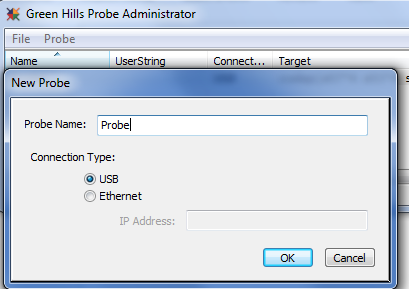 Green Hills Probe Administrator
File Probe
Name UserString Connect... Target
New Probe
Probe Name: Probe
Connection Type:
USB
Ethernet
IP Address:
OK Cancel